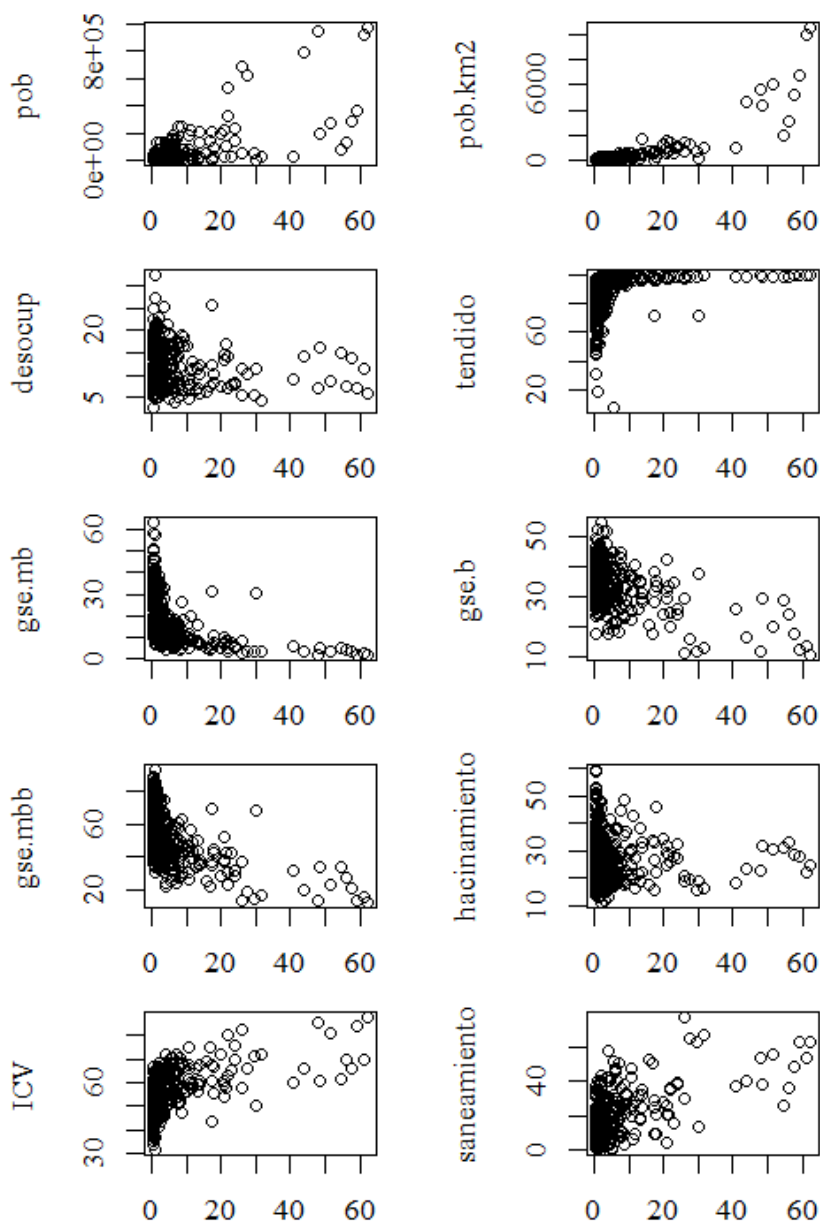 pob
0e+00 8e+05
0 20 40 60
pob.km2
0 6000
0 20 40 60
desocup
5 20
0 20 40 60
tendido
20 60
0 20 40 60
gse.mb
0 30 60
0 20 40 60
gse.b
10 30 50
0 20 40 60
gse.mbb
20 60
0 20 40 60
hacinamiento
10 30 50
0 20 40 60
ICV
30 60
0 20 40 60
saneamiento
0 40
0 20 40 60